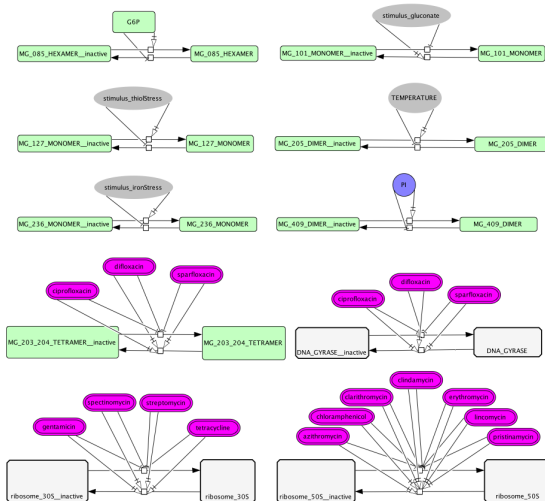 G6P
stimulus_gluconate
MG_085_HEXAMER__inactive
MG_085_HEXAMER
MG_101_MONOMER__inactive
MG_101_MONOMER
stimulus_thiolStress
TEMPERATURE
MG_127_MONOMER__inactive
MG_127_MONOMER
MG_205_DIMER__inactive
MG_205_DIMER
stimulus_ironStress
PI
MG_236_MONOMER__inactive
MG_236_MONOMER
MG_409_DIMER__inactive
MG_409_DIMER
difloxacin
sparfloxacin
ciprofloxacin
difloxacin
sparfloxacin
ciprofloxacin
MG_203_204_TETRAMER__inactive
MG_203_204_TETRAMER
DNA_GYRASE__inactive
DNA_GYRASE
spectinomycin
streptomycin
gentamicin
tetracycline
clindamycin
clarithromycin
erythromycin
chloramphenicol
lincomycin
azithromycin
pristinamycin
ribosome_30S__inactive
ribosome_30S
ribosome_50S__inactive
ribosome_50S